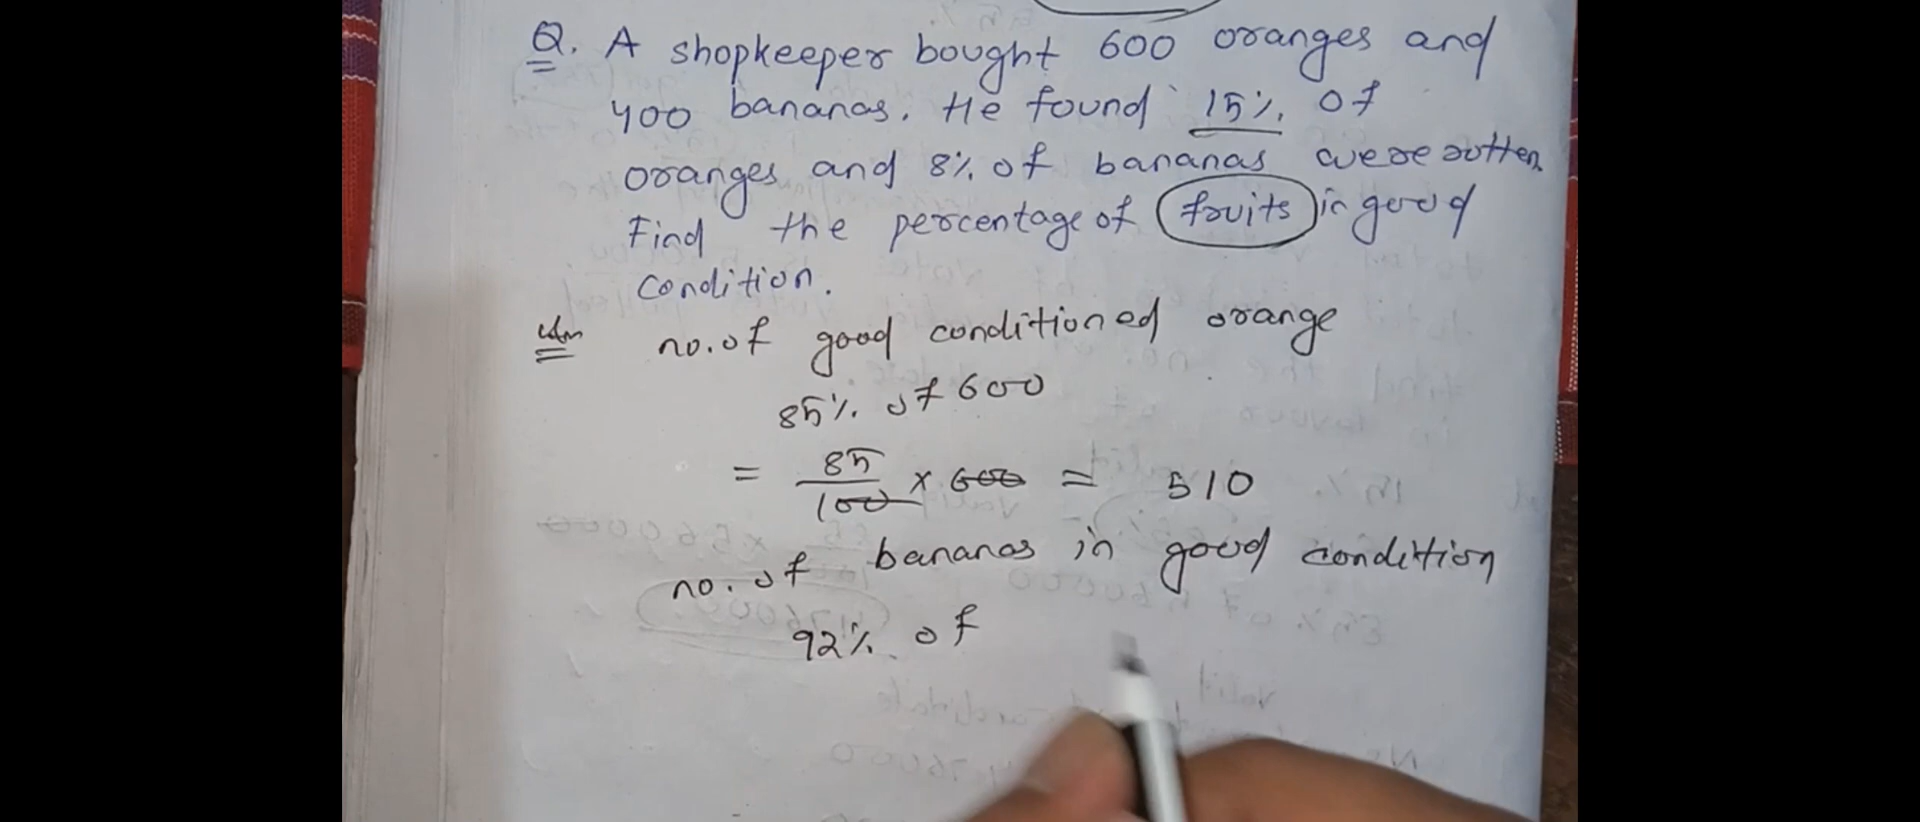 Q. A shopkeeper bought 600 oranges and
400 bananas. He found 15% of
oranges and 8% of bananas were rotten
Find the percentage of fruits in good
condition.
no. of good conditioned orange
85% of 600
= 85/100 × 600 = 510
no. of bananas in good condition
92% of